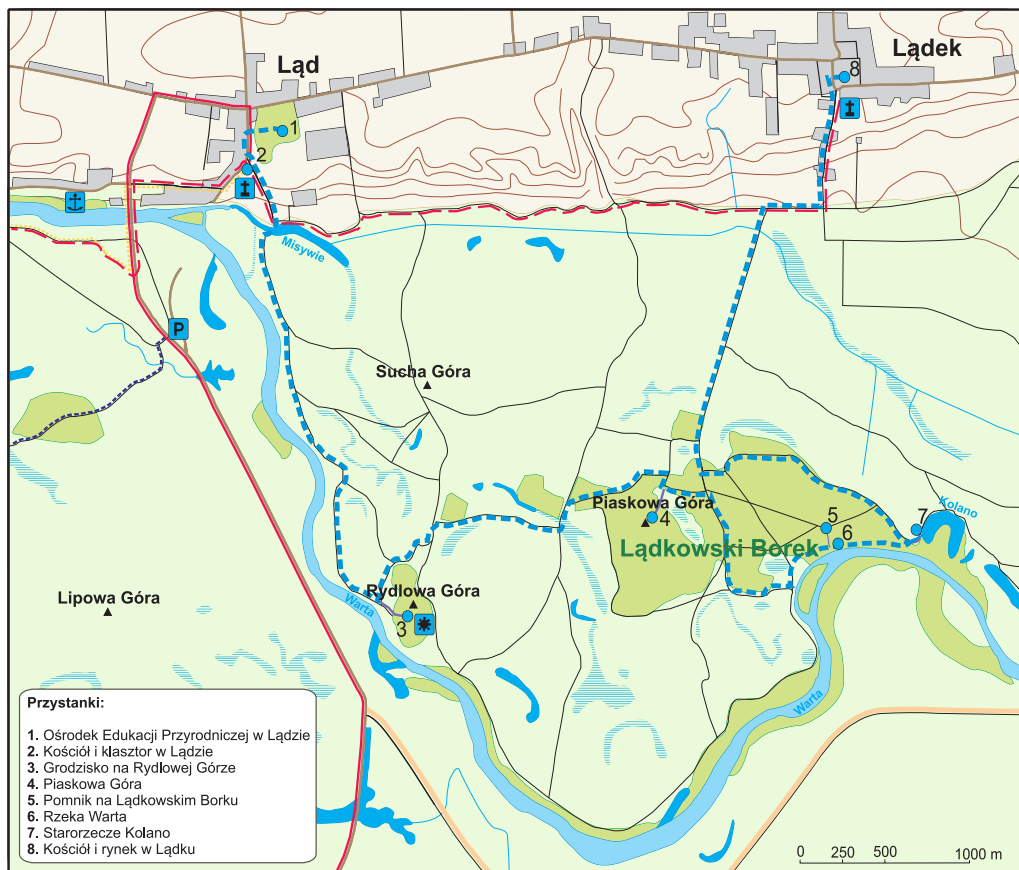 Ląd
Lądek
8
1
2
Misywie
P
Sucha Góra
Piaskowa Góra
4
Kolano
5
7
6
Lądkowski Borek
Lipowa Góra
Warta
Rydlowa Góra
3
Warta
Przystanki:
1. Ośrodek Edukacji Przyrodniczej w Lądzie
2. Kościół i klasztor w Lądzie
3. Grodzisko na Rydlowej Górze
4. Piaskowa Góra
5. Pomnik na Lądkowskim Borku
6. Rzeka Warta
7. Starorzecze Kolano
8. Kościół i rynek w Lądku
0 250 500 1000 m